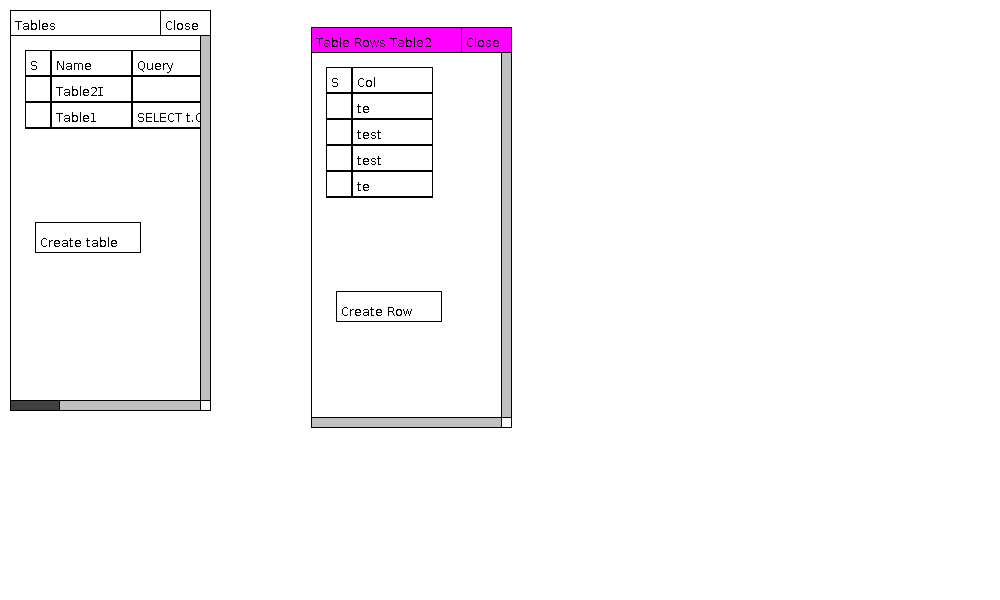 Tables Close
S Name Query
Table2I
Table1 SELECT t.
Create table
Table Rows Table2 Close
S Col
te
test
test
te
Create Row